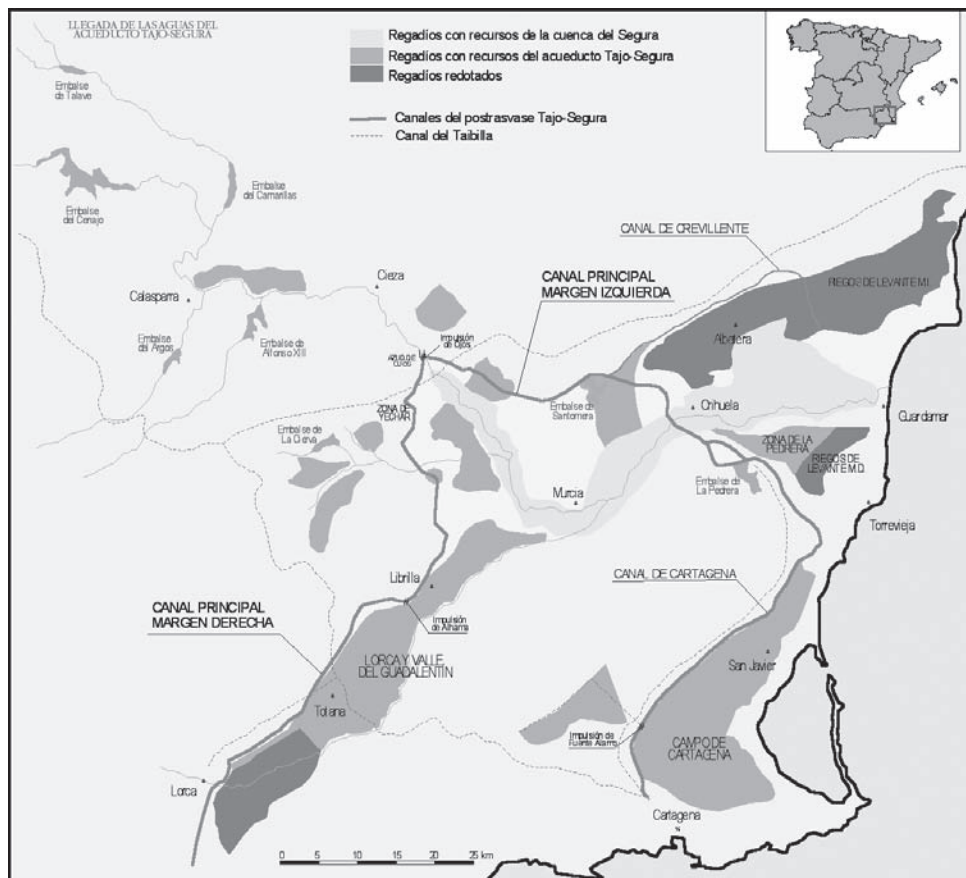 LLEGADA DE LAS AGUAS DEL
ACUEDUCTO TAJO-SEGURA
Regadíos con recursos de la cuenca del Segura
Regadíos con recursos del acueducto Tajo-Segura
Regadíos redotados
Canales del postrasvase Tajo-Segura
Canal del Taibilla
Embalse
de Talave
Embalse
del Camarillas
Embalse
del Cenajo
CANAL DE CREVILLENTE
Cieza
CANAL PRINCIPAL
MARGEN IZQUIERDA
RIEGOS DE LEVANTE M.I.
Calasparra
Embalse
del Argos
Embalse de
Alfonso XIII
Impulsión
de Ojós
AZUD DE
OJÓS
Albatera
ZONA DE
YECHAR
Embalse de
Santomera
Orihuela
Guardamar
Embalse de
La Cierva
ZONA DE LA
PEDRERA
RIEGOS DE
LEVANTE M.D.
Embalse de
La Pedrera
Murcia
Torrevieja
Librilla
CANAL DE CARTAGENA
CANAL PRINCIPAL
MARGEN DERECHA
Impulsión
de Alhama
LORCA Y VALLE
DEL GUADALENTÍN
San Javier
Totana
Impulsión de
Fuente Álamo
CAMPO DE
CARTAGENA
Lorca
Cartagena
0 5 10 15 20 25 km